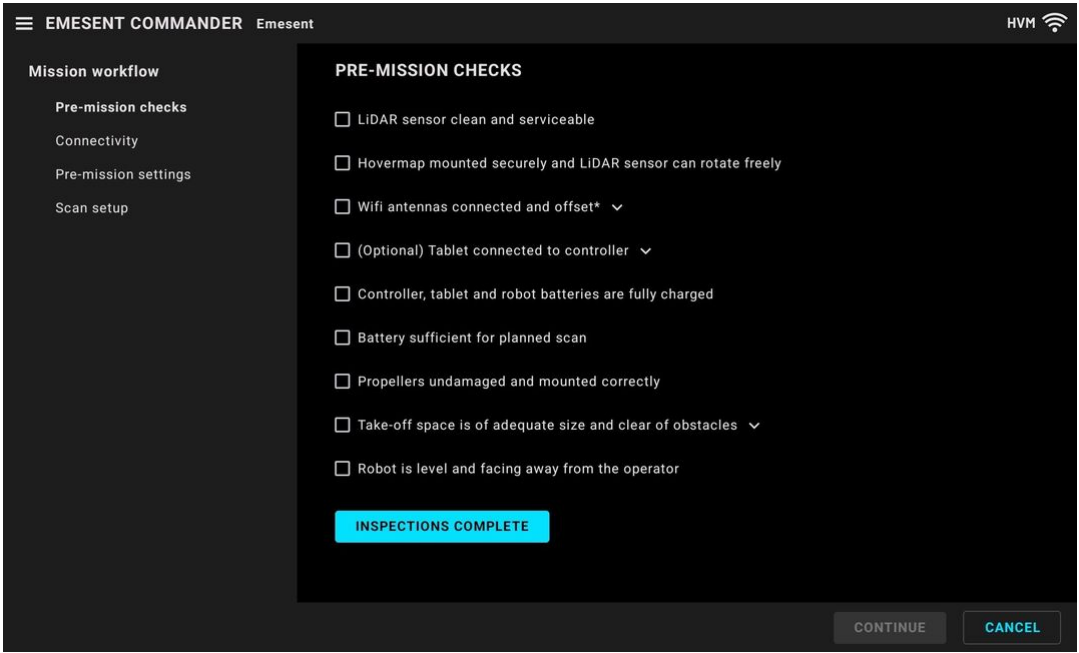 EMESENT COMMANDER Emesent
HVM
Mission workflow
Pre-mission checks
Connectivity
Pre-mission settings
Scan setup
PRE-MISSION CHECKS
LiDAR sensor clean and serviceable
Hovermap mounted securely and LiDAR sensor can rotate freely
Wifi antennas connected and offset*
(Optional) Tablet connected to controller
Controller, tablet and robot batteries are fully charged
Battery sufficient for planned scan
Propellers undamaged and mounted correctly
Take-off space is of adequate size and clear of obstacles
Robot is level and facing away from the operator
INSPECTIONS COMPLETE
CONTINUE
CANCEL